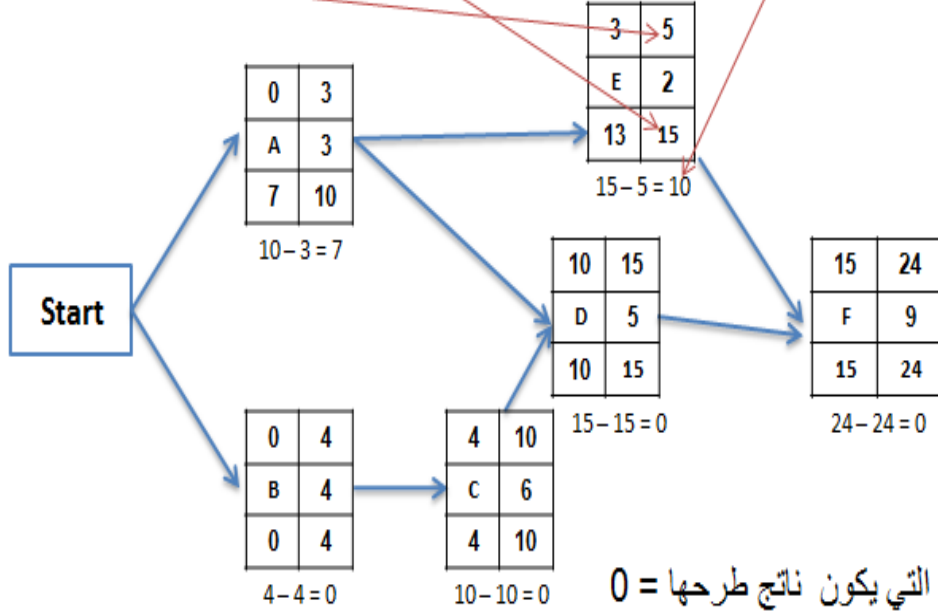 3 5
E 2
13 15
15 – 5 = 10
0 3
A 3
7 10
10 – 3 = 7
Start
10 15
D 5
10 15
15 – 15 = 0
15 24
F 9
15 24
24 – 24 = 0
0 4
B 4
0 4
4 – 4 = 0
4 10
C 6
4 10
10 – 10 = 0
التي يكون ناتج طرحها = 0